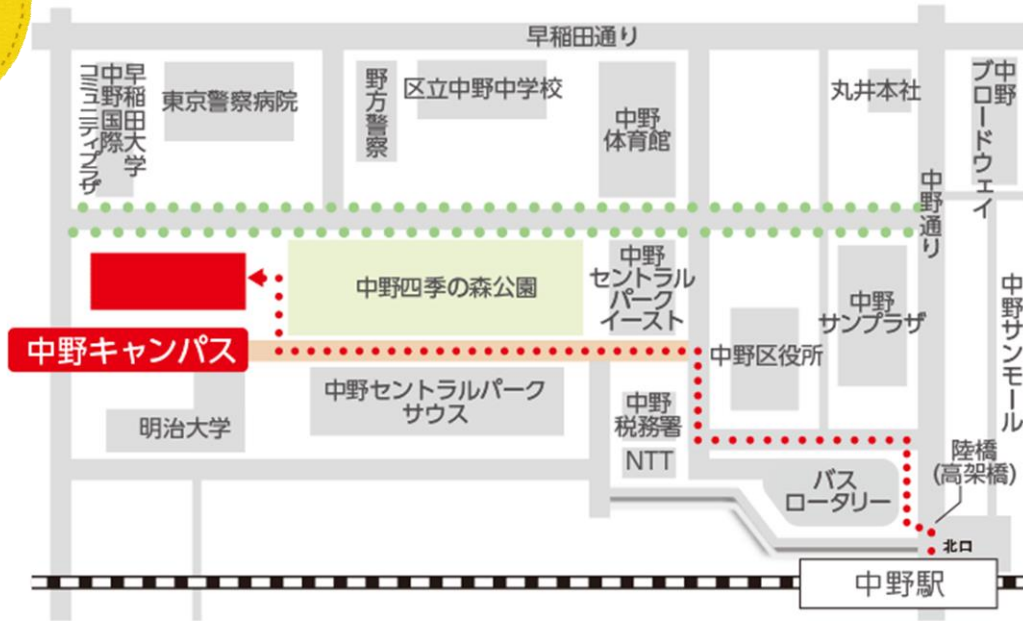 早稲田通り
早稲田大学
中野国際
コミュニティプラザ
東京警察病院
野方警察
区立中野中学校
中野
体育館
丸井本社
中野
ブロードウェイ
中野通り
中野四季の森公園
中野
セントラル
パーク
イースト
中野
サンプラザ
中野サンモール
中野キャンパス
中野区役所
中野セントラルパーク
サウス
明治大学
中野
税務署
NTT
バス
ロータリー
陸橋
(高架橋)
北口
中野駅